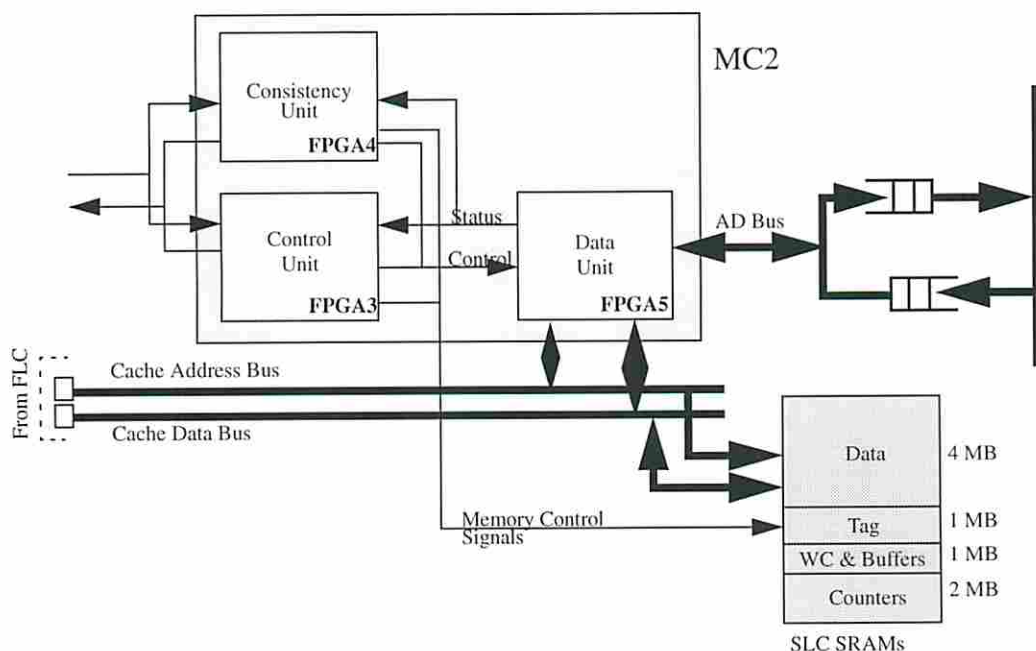 MC2
Consistency
Unit
FPGA4
Control
Unit
FPGA3
Status
Control
Data
Unit
FPGA5
AD Bus
From FLC
Cache Address Bus
Cache Data Bus
Memory Control
Signals
Data
4 MB
Tag
1 MB
WC & Buffers
1 MB
Counters
2 MB
SLC SRAMs